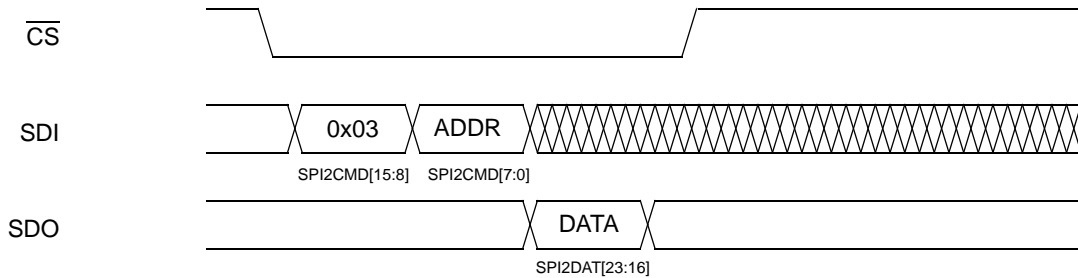 CS
SDI
0x03 ADDR
SPI2CMD[15:8] SPI2CMD[7:0]
SDO
DATA
SPI2DAT[23:16]